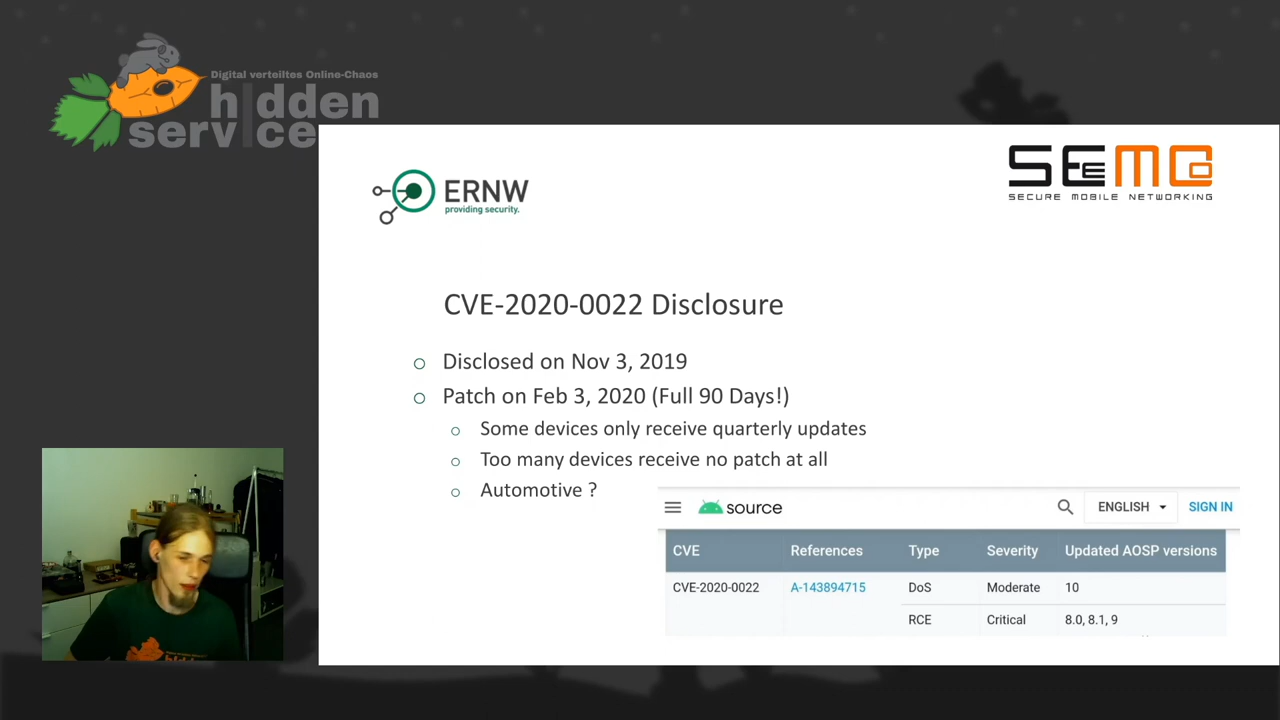 Digital verteiltes Online-Chaos
h|dden
serv|ce
ERNW
providing security.
SEEMOO
SECURE MOBILE NETWORKING
CVE-2020-0022 Disclosure
Disclosed on Nov 3, 2019
Patch on Feb 3, 2020 (Full 90 Days!)
Some devices only receive quarterly updates
Too many devices receive no patch at all
Automotive ?
source ENGLISH SIGN IN
CVE References Type Severity Updated AOSP versions
CVE-2020-0022 A-143894715 DoS Moderate 10
RCE Critical 8.0, 8.1, 9